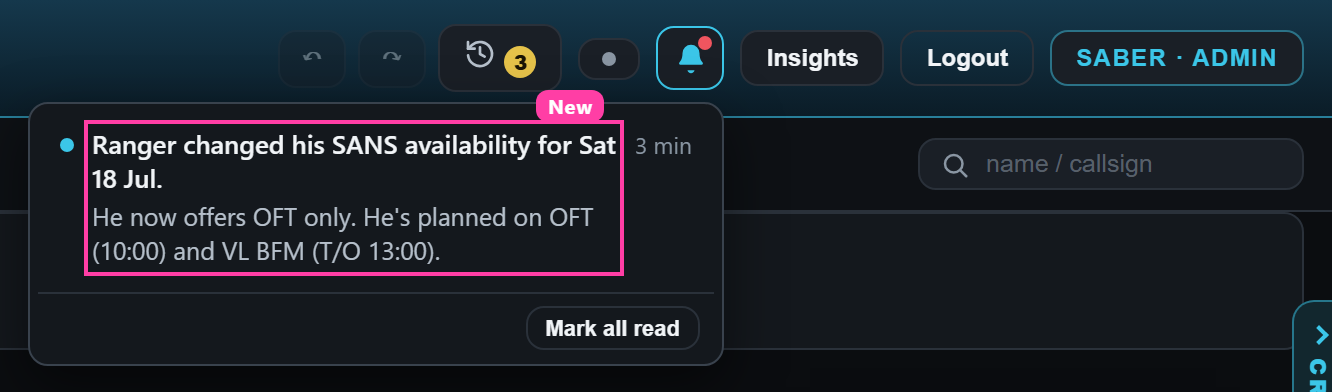 3
Insights
Logout
SABER · ADMIN
New
Ranger changed his SANS availability for Sat
18 Jul.
3 min
He now offers OFT only. He's planned on OFT
(10:00) and VL BFM (T/O 13:00).
Mark all read
name / callsign
CR